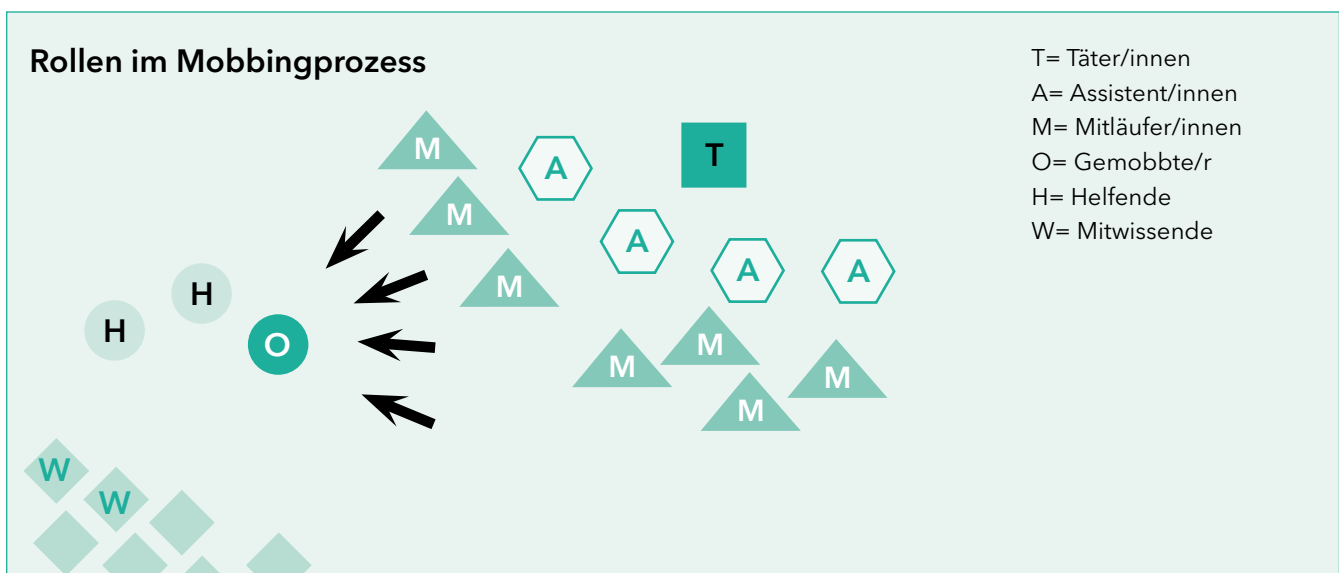 Rollen im Mobbingprozess
T= Täter/innen
A= Assistent/innen
M= Mitläufer/innen
O= Gemobbte/r
H= Helfende
W= Mitwissende
M
A
T
M
A
M
A
A
H
H
O
M
M
M
M
W
W